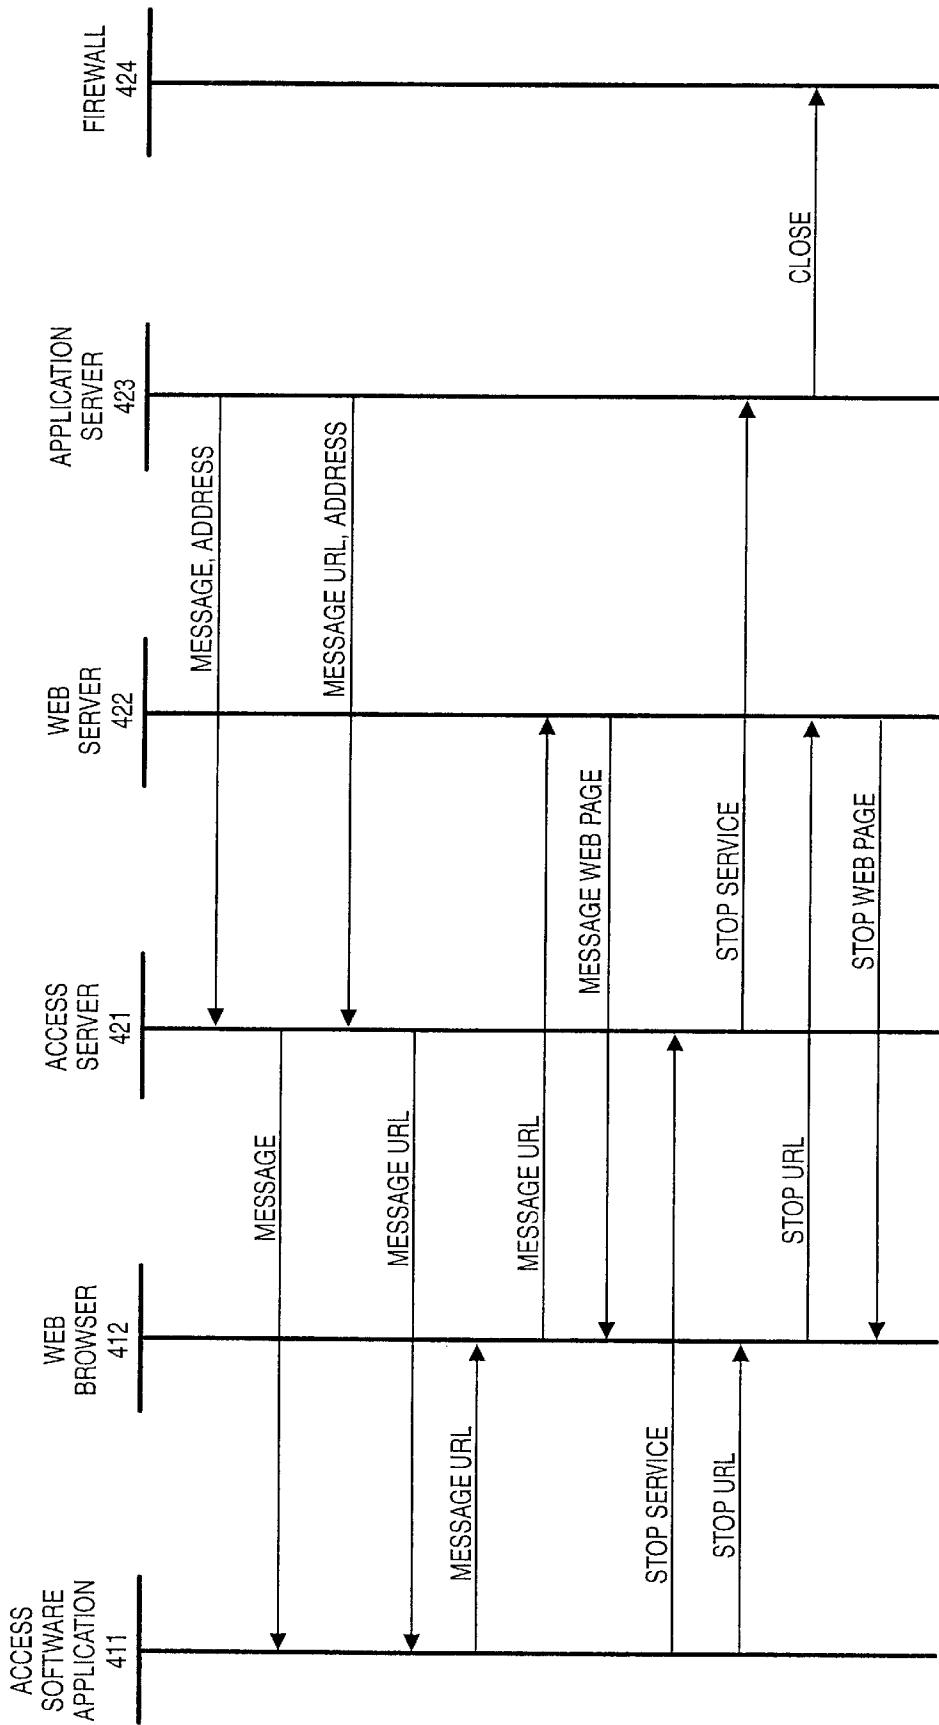 ACCESS
SOFTWARE
APPLICATION
411
WEB
BROWSER
412
ACCESS
SERVER
421
WEB
SERVER
422
APPLICATION
SERVER
423
FIREWALL
424
MESSAGE, ADDRESS
MESSAGE
MESSAGE URL, ADDRESS
MESSAGE URL
MESSAGE URL
MESSAGE URL
MESSAGE WEB PAGE
STOP SERVICE
STOP SERVICE
STOP URL
STOP URL
CLOSE
STOP WEB PAGE